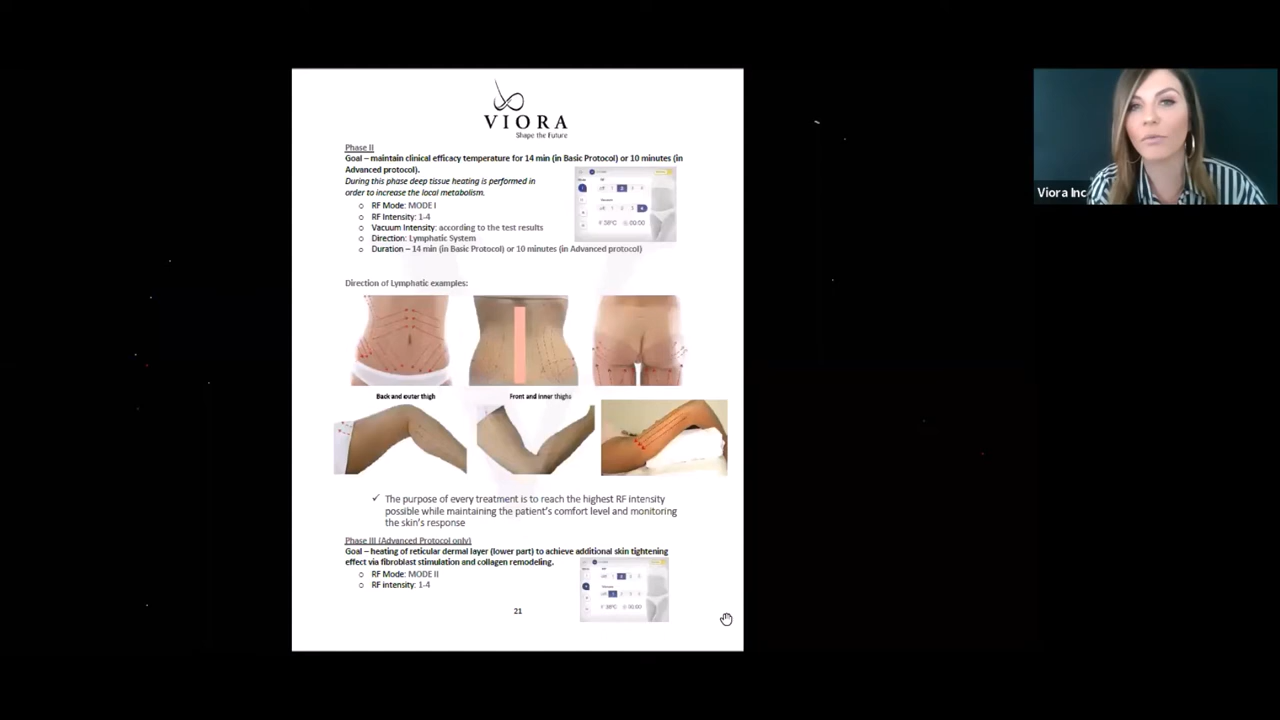 VIORA
Shape the Future
Phase II
Goal – maintain clinical efficacy temperature for 14 min (in Basic Protocol) or 10 minutes (in
Advanced protocol).
During this phase deep tissue heating is performed in
order to increase the local metabolism.
o RF Mode: MODE I
o RF Intensity: 1-4
o Vacuum Intensity: according to the test results
o Direction: Lymphatic System
o Duration – 14 min (in Basic Protocol) or 10 minutes (in Advanced protocol)
Direction of Lymphatic examples:
Back and outer thigh
Front and inner thighs
✓ The purpose of every treatment is to reach the highest RF intensity
possible while maintaining the patient's comfort level and monitoring
the skin's response
Phase III (Advanced Protocol only)
Goal – heating of reticular dermal layer (lower part) to achieve additional skin tightening
effect via fibroblast stimulation and collagen remodeling.
o RF Mode: MODE II
o RF intensity: 1-4
21
Viora Inc